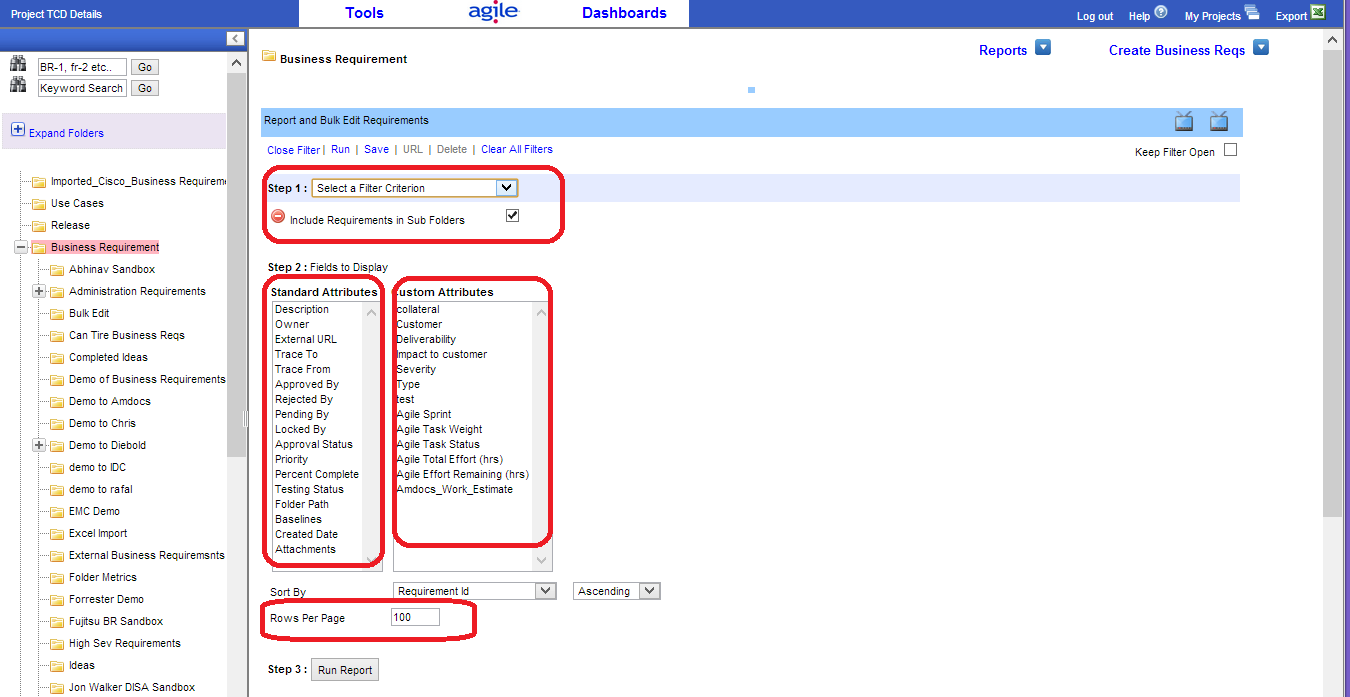 Project TCD Details
Tools
agile
Dashboards
Log out
Help
My Projects
Export
BR-1, fr-2 etc..
Go
Keyword Search
Go
Expand Folders
Imported_Cisco_Business Requirem
Use Cases
Release
Business Requirement
Abhinav Sandbox
Administration Requirements
Bulk Edit
Can Tire Business Reqs
Completed Ideas
Demo of Business Requirements
Demo to Amdocs
Demo to Chris
Demo to Diebold
demo to IDC
demo to rafal
EMC Demo
Excel Import
External Business Requiremsnts
Folder Metrics
Forrester Demo
Fujitsu BR Sandbox
High Sev Requirements
Ideas
Jon Walker DISA Sandbox
Business Requirement
Reports
Create Business Reqs
Report and Bulk Edit Requirements
Close Filter | Run | Save | URL | Delete | Clear All Filters
Keep Filter Open
Step 1 : Select a Filter Criterion
Include Requirements in Sub Folders
Step 2 : Fields to Display
Standard Attributes
Description
Owner
External URL
Trace To
Trace From
Approved By
Rejected By
Pending By
Locked By
Approval Status
Priority
Percent Complete
Testing Status
Folder Path
Baselines
Created Date
Attachments
Custom Attributes
collateral
Customer
Deliverability
Impact to customer
Severity
Type
test
Agile Sprint
Agile Task Weight
Agile Task Status
Agile Total Effort (hrs)
Agile Effort Remaining (hrs)
Amdocs_Work_Estimate
Sort By
Requirement Id
Ascending
Rows Per Page
100
Step 3 : Run Report